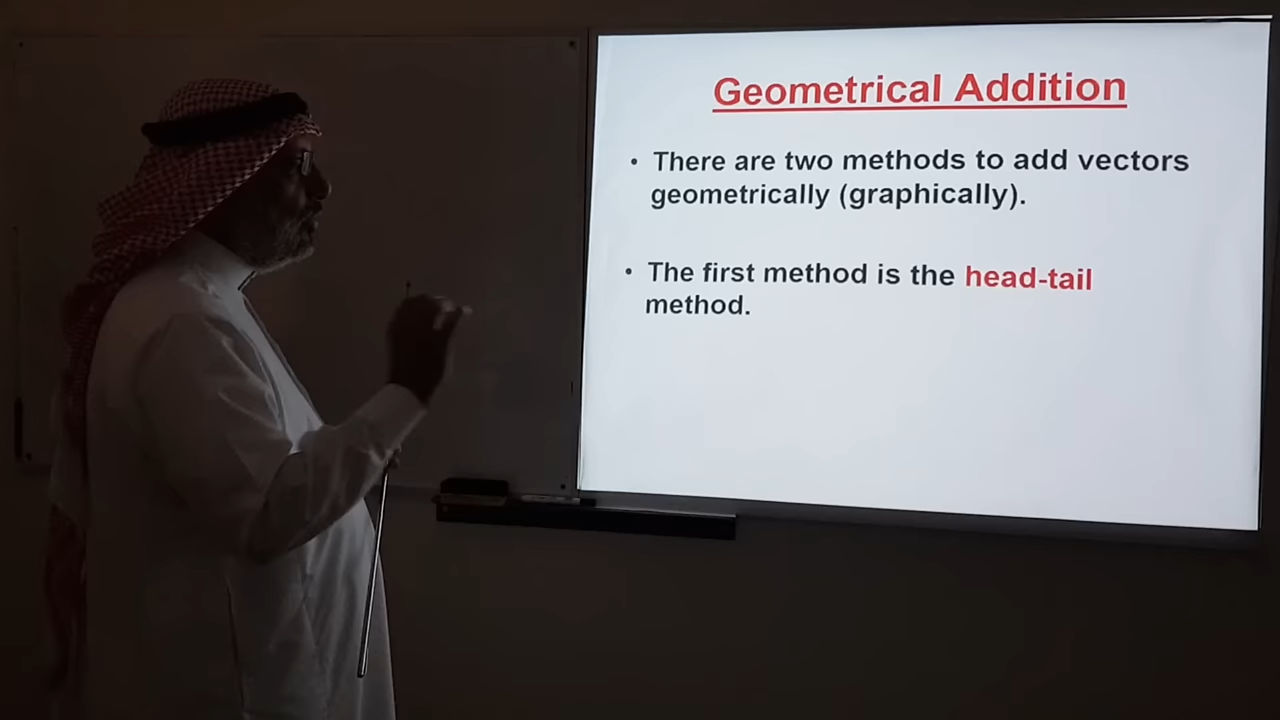 Geometrical Addition
• There are two methods to add vectors
geometrically (graphically).
• The first method is the head-tail
method.